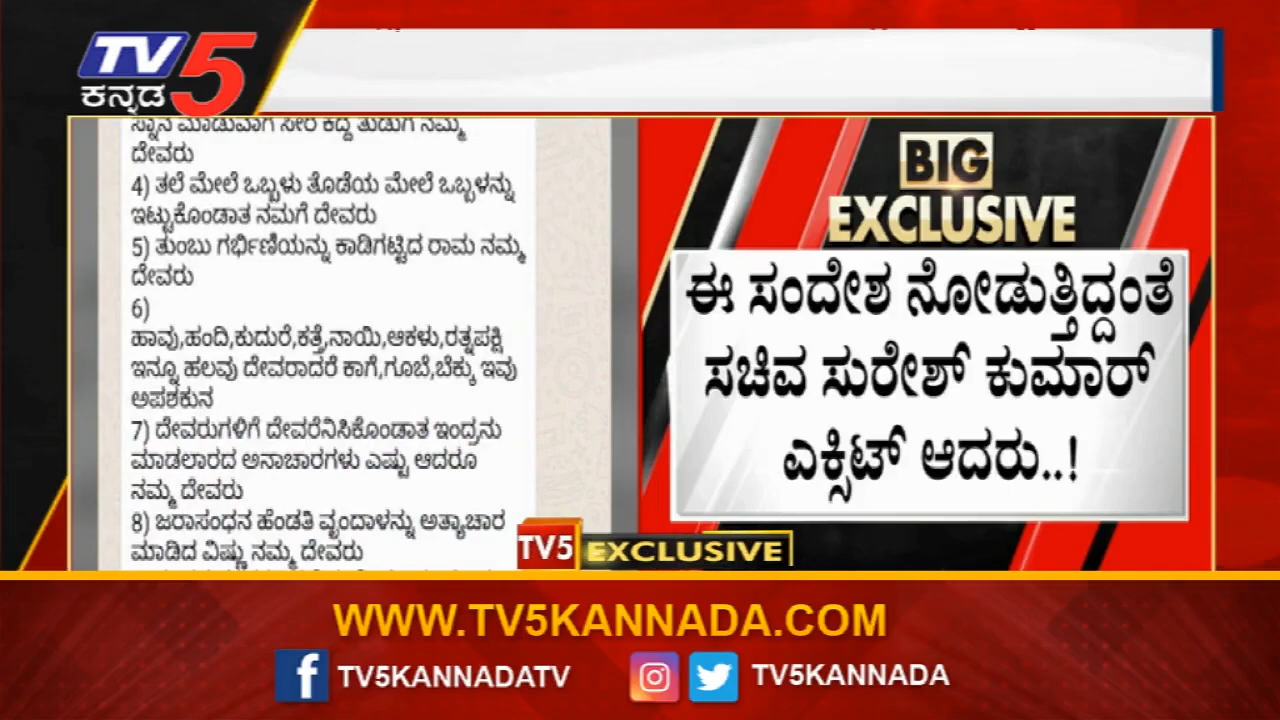 TV5
ಕನ್ನಡ
ಸ್ನಾನ ಮಾಡುವಾಗ ಸೀರೆ ಕದ್ದ ತುಡುಗ ನಮ್ಮ
ದೇವರು
4) ತಲೆ ಮೇಲೆ ಒಬ್ಬಳು ತೊಡೆಯ ಮೇಲೆ ಒಬ್ಬಳನ್ನು
ಇಟ್ಟುಕೊಂಡಾತ ನಮಗೆ ದೇವರು
5) ತುಂಬು ಗರ್ಭಿಣಿಯನ್ನು ಕಾಡಿಗಟ್ಟಿದ ರಾಮ ನಮ್ಮ
ದೇವರು
6)
ಹಾವು,ಹಂದಿ,ಕುದುರೆ,ಕತ್ತೆ,ನಾಯಿ,ಆಕಳು,ರತ್ನಪಕ್ಷಿ
ಇನ್ನೂ ಹಲವು ದೇವರಾದರೆ ಕಾಗೆ,ಗೂಬೆ,ಬೆಕ್ಕು ಇವು
ಅಪಶಕುನ
7) ದೇವರುಗಳಿಗೆ ದೇವರೆನಿಸಿಕೊಂಡಾತ ಇಂದ್ರನು
ಮಾಡಲಾರದ ಅನಾಚಾರಗಳು ಎಷ್ಟು ಆದರೂ
ನಮ್ಮ ದೇವರು
8) ಜರಾಸಂಧನ ಹೆಂಡತಿ ವೃಂದಾಳನ್ನು ಅತ್ಯಾಚಾರ
ಮಾಡಿದ ವಿಷ್ಣು ನಮ್ಮ ದೇವರು
BIG
EXCLUSIVE
ಈ ಸಂದೇಶ ನೋಡುತ್ತಿದ್ದಂತೆ
ಸಚಿವ ಸುರೇಶ್ ಕುಮಾರ್
ಎಕ್ಸಿಟ್ ಆದರು..!
TV5 EXCLUSIVE
WWW.TV5KANNADA.COM
f TV5KANNADATV TV5KANNADA